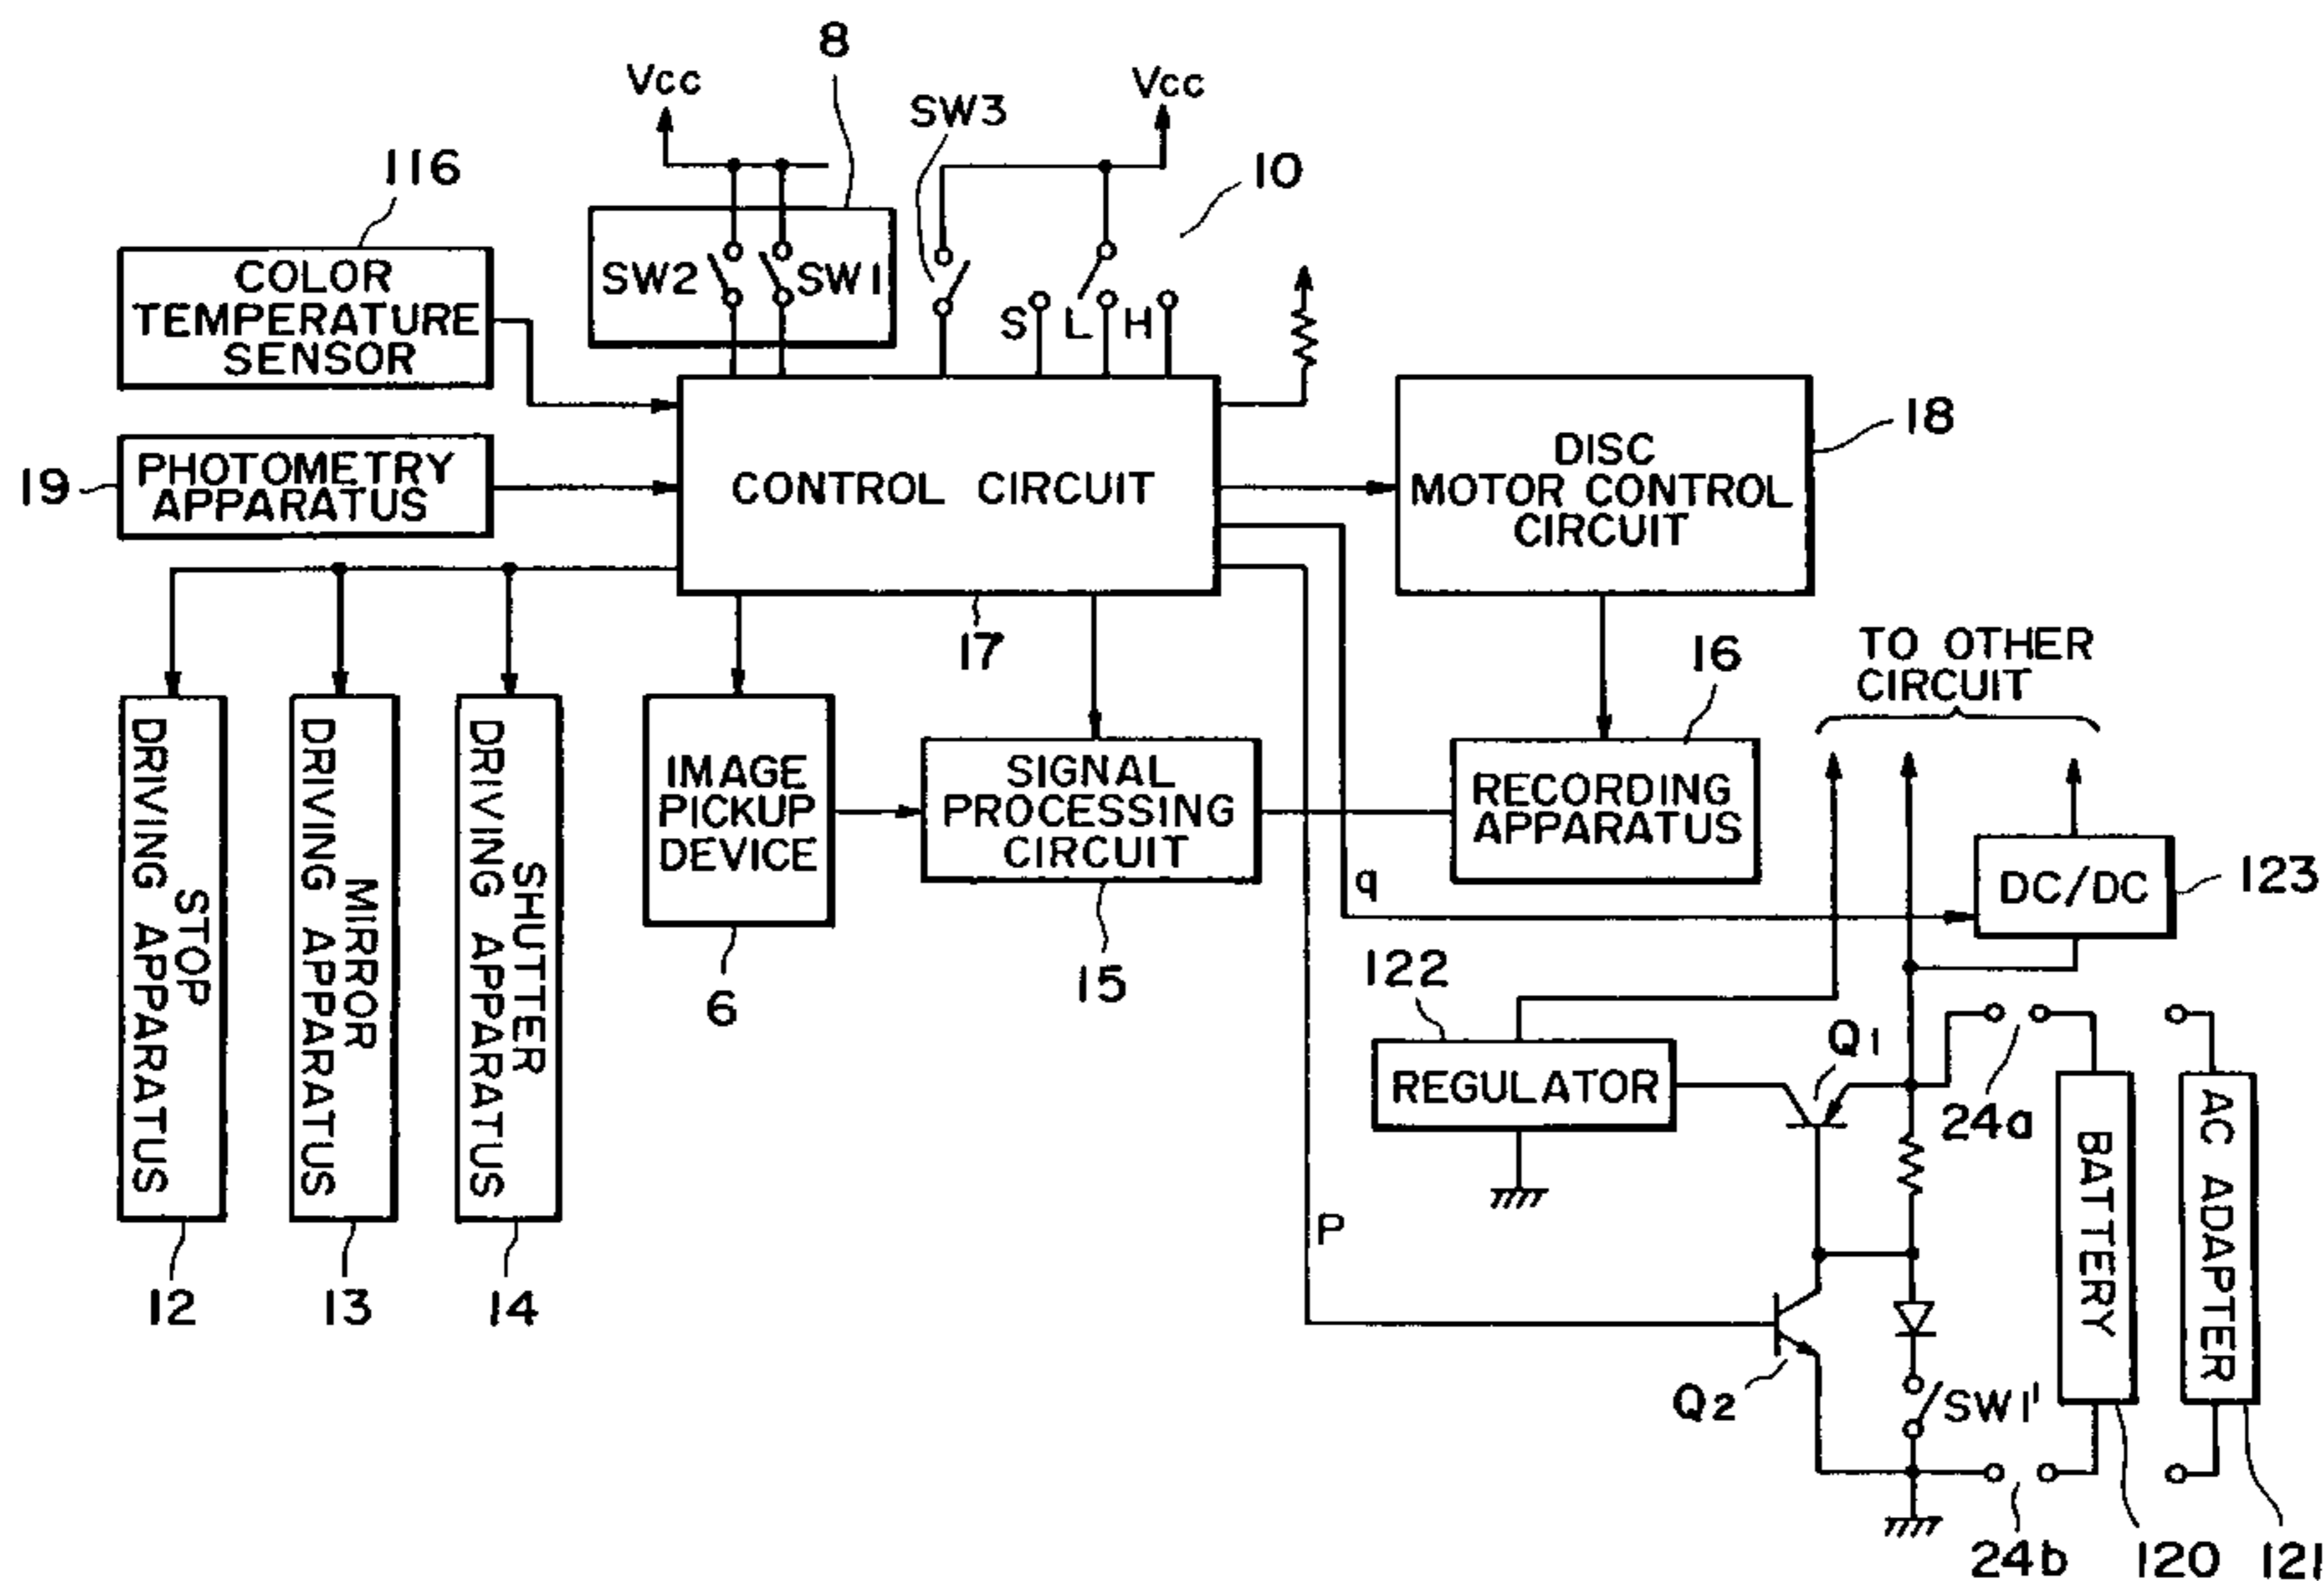 8
Vcc
SW3
Vcc
116
10
COLOR
TEMPERATURE
SENSOR
SW2
SW1
S
L
H
18
19
PHOTOMETRY
APPARATUS
CONTROL CIRCUIT
DISC
MOTOR CONTROL
CIRCUIT
17
16
TO OTHER
CIRCUIT
STOP
DRIVING APPARATUS
MIRROR
DRIVING APPARATUS
SHUTTER
DRIVING APPARATUS
IMAGE
PICKUP
DEVICE
SIGNAL
PROCESSING
CIRCUIT
RECORDING
APPARATUS
q
DC/DC
123
6
15
122
Q1
REGULATOR
24a
BATTERY
AC ADAPTER
P
12
13
14
Q2
SW1'
24b
120
121